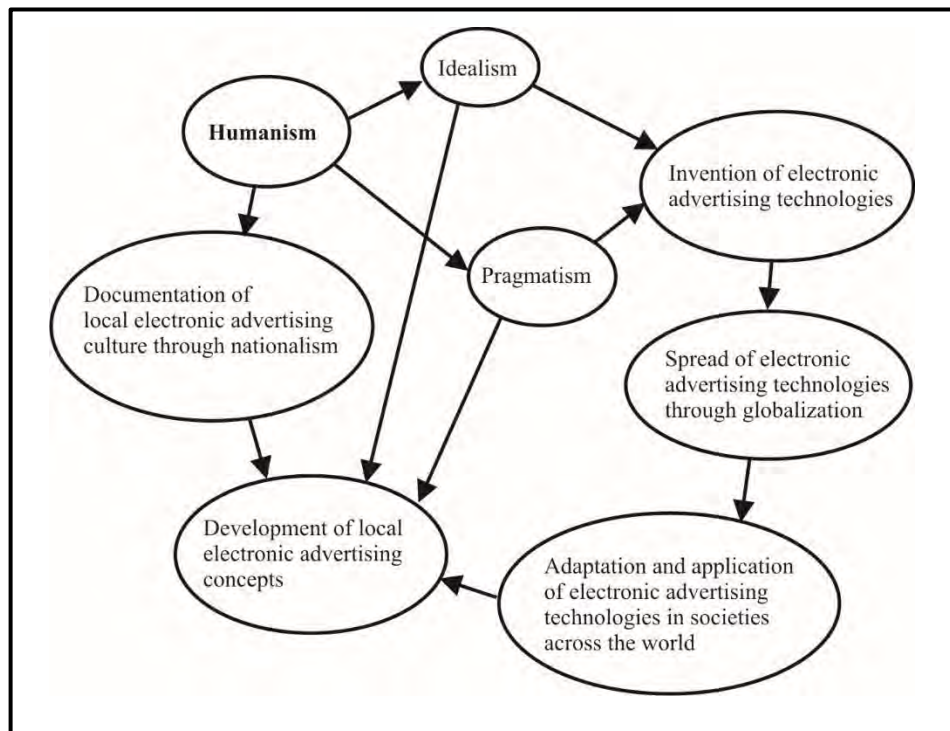 Idealism
Humanism
Invention of electronic
advertising technologies
Pragmatism
Documentation of
local electronic advertising
culture through nationalism
Spread of electronic
advertising technologies
through globalization
Development of local
electronic advertising
concepts
Adaptation and application
of electronic advertising
technologies in societies
across the world